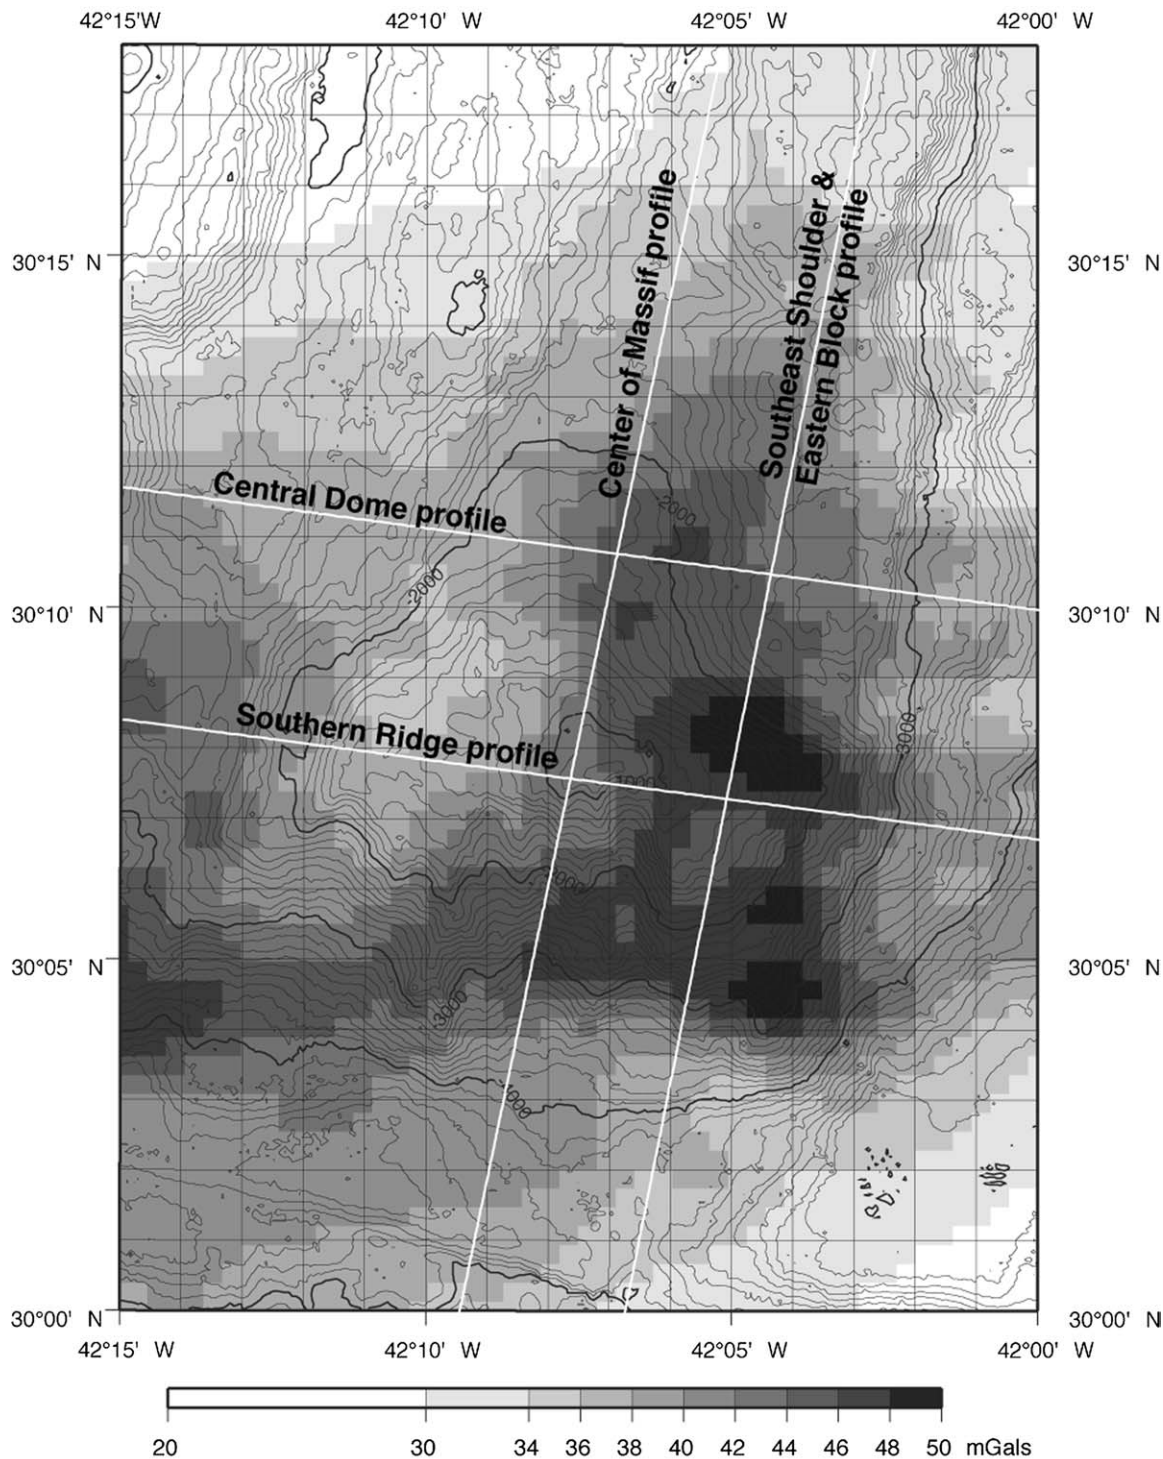 42°15'W 42°10' W 42°05' W 42°00' W
30°15' N 30°15' N
Center of Massif profile
Southeast Shoulder &
Eastern Block profile
Central Dome profile
-2000
-2000
30°10' N 30°10' N
Southern Ridge profile
-3000
-1000
-2000
30°05' N 30°05' N
-3000
-4000
30°00' N 30°00' N
42°15' W 42°10' W 42°05' W 42°00' W
20 30 34 36 38 40 42 44 46 48 50 mGals